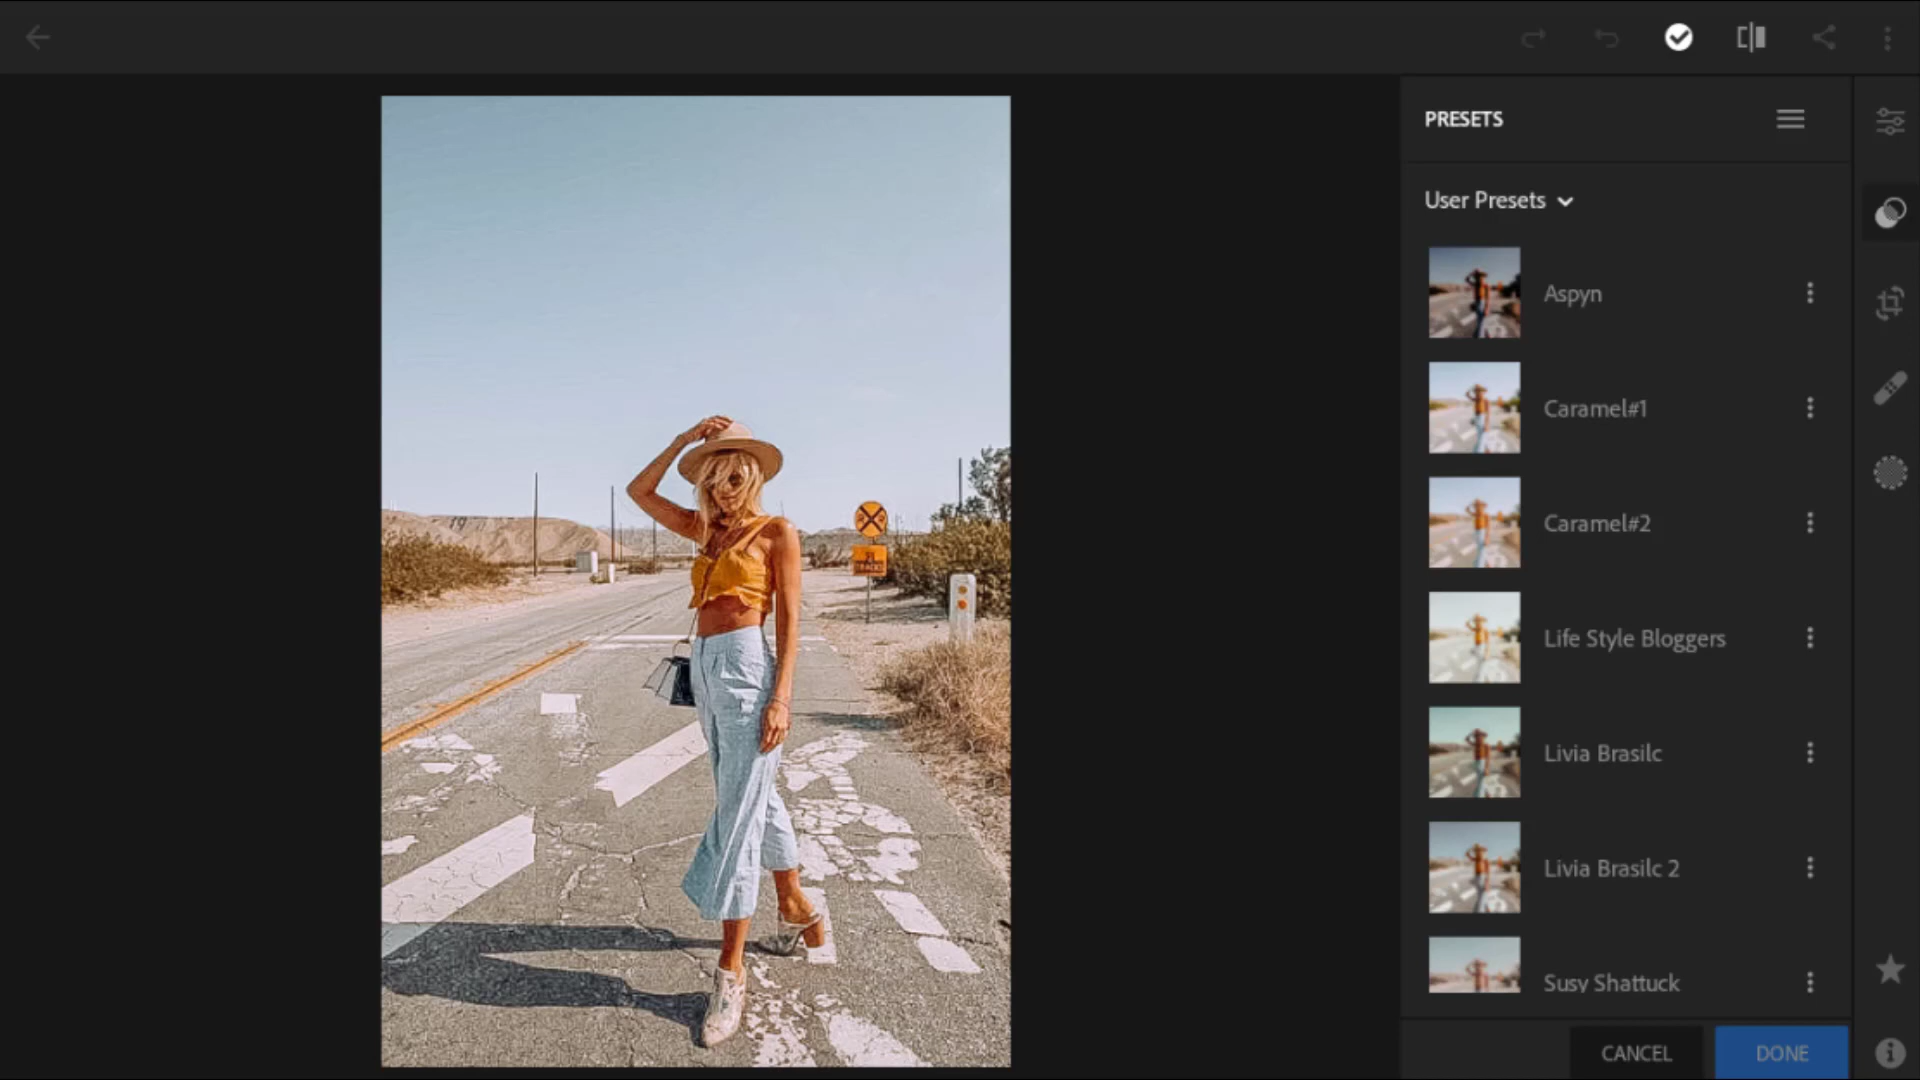 PRESETS
User Presets
Aspyn
Caramel#1
Caramel#2
Life Style Bloggers
Livia Brasilc
Livia Brasilc 2
Susy Shattuck
CANCEL
DONE
TRACKS